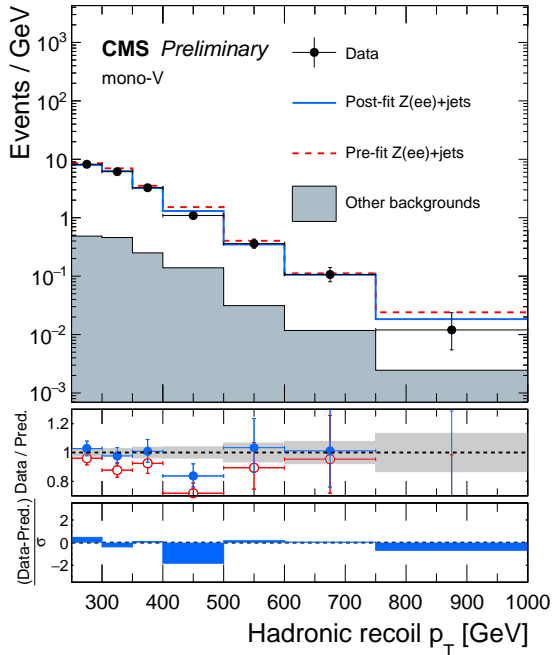 CMS Preliminary
mono-V
Data
Post-fit Z(ee)+jets
Pre-fit Z(ee)+jets
Other backgrounds
Events / GeV
10³
10²
10
1
10⁻¹
10⁻²
10⁻³
Data / Pred.
1.2
1
0.8
(Data-Pred.)
σ
2
0
−2
300 400 500 600 700 800 900 1000
Hadronic recoil p_T [GeV]